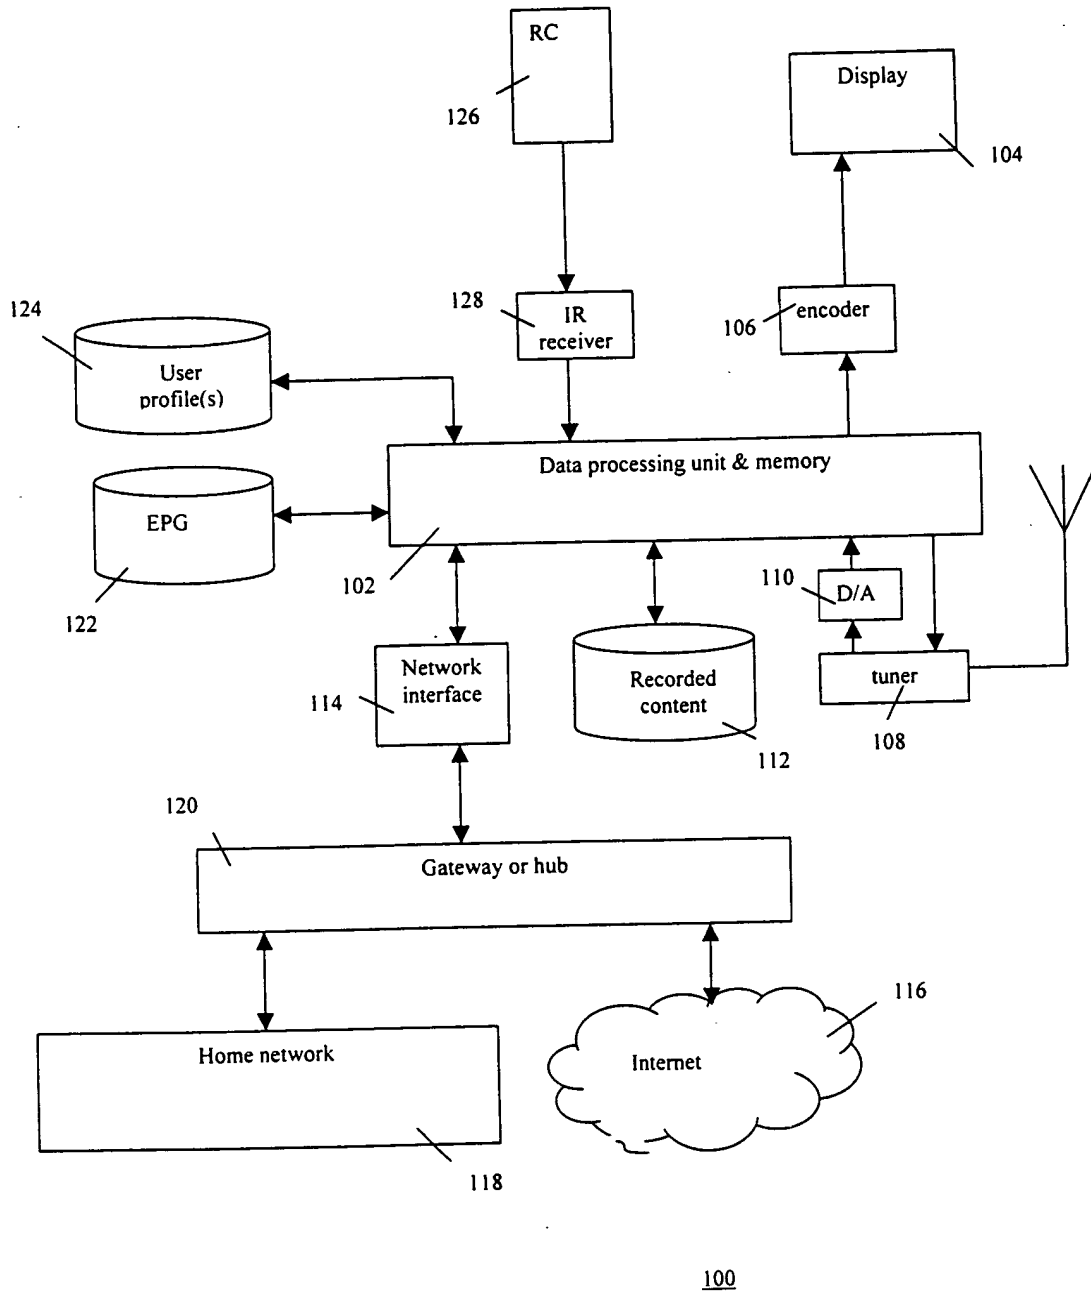 RC
126
Display
104
124
128
IR
receiver
106
encoder
User
profile(s)
Data processing unit & memory
EPG
122
102
110
D/A
Network
interface
114
Recorded
content
112
tuner
108
120
Gateway or hub
116
Home network
Internet
118
100